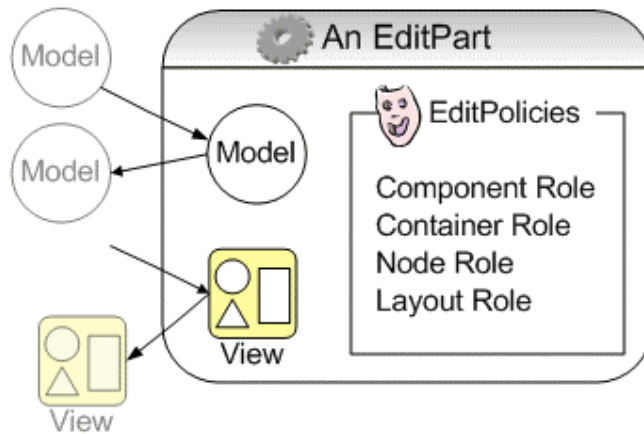 An EditPart
Model
Model
Model
EditPolicies
Component Role
Container Role
Node Role
Layout Role
View
View